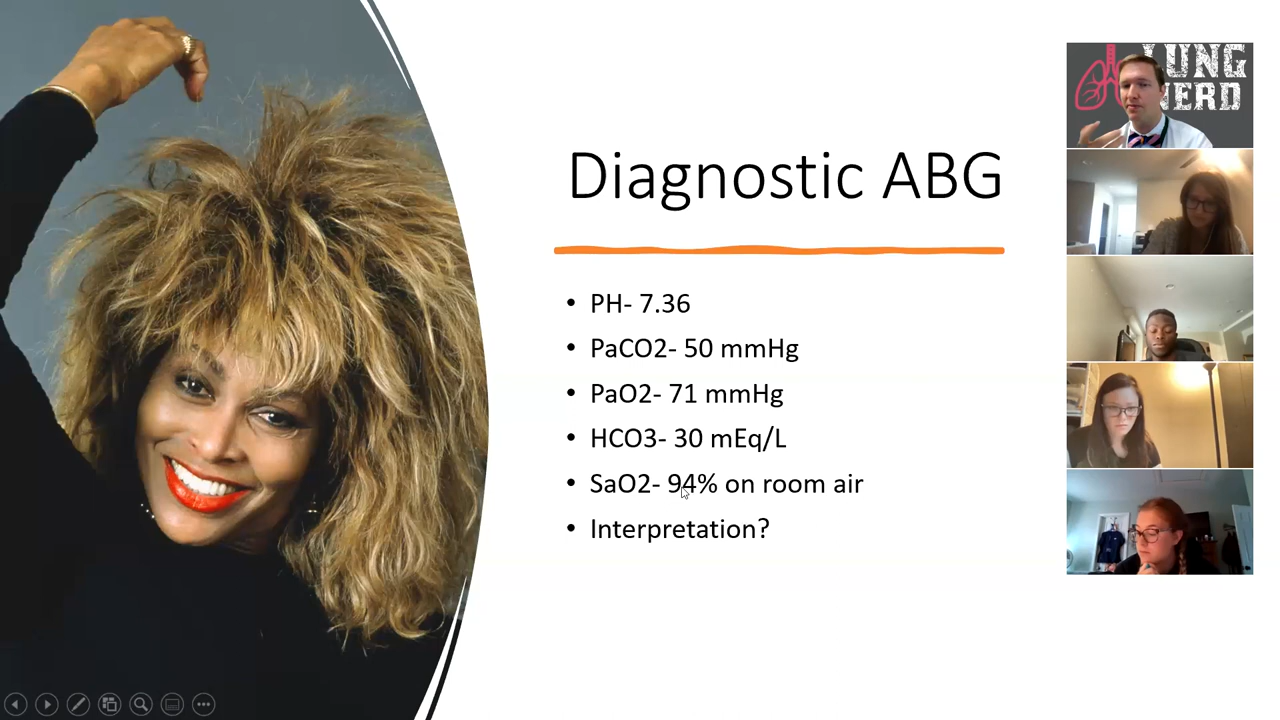 Diagnostic ABG
• PH- 7.36
• PaCO2- 50 mmHg
• PaO2- 71 mmHg
• HCO3- 30 mEq/L
• SaO2- 94% on room air
• Interpretation?
LUNG
NERD